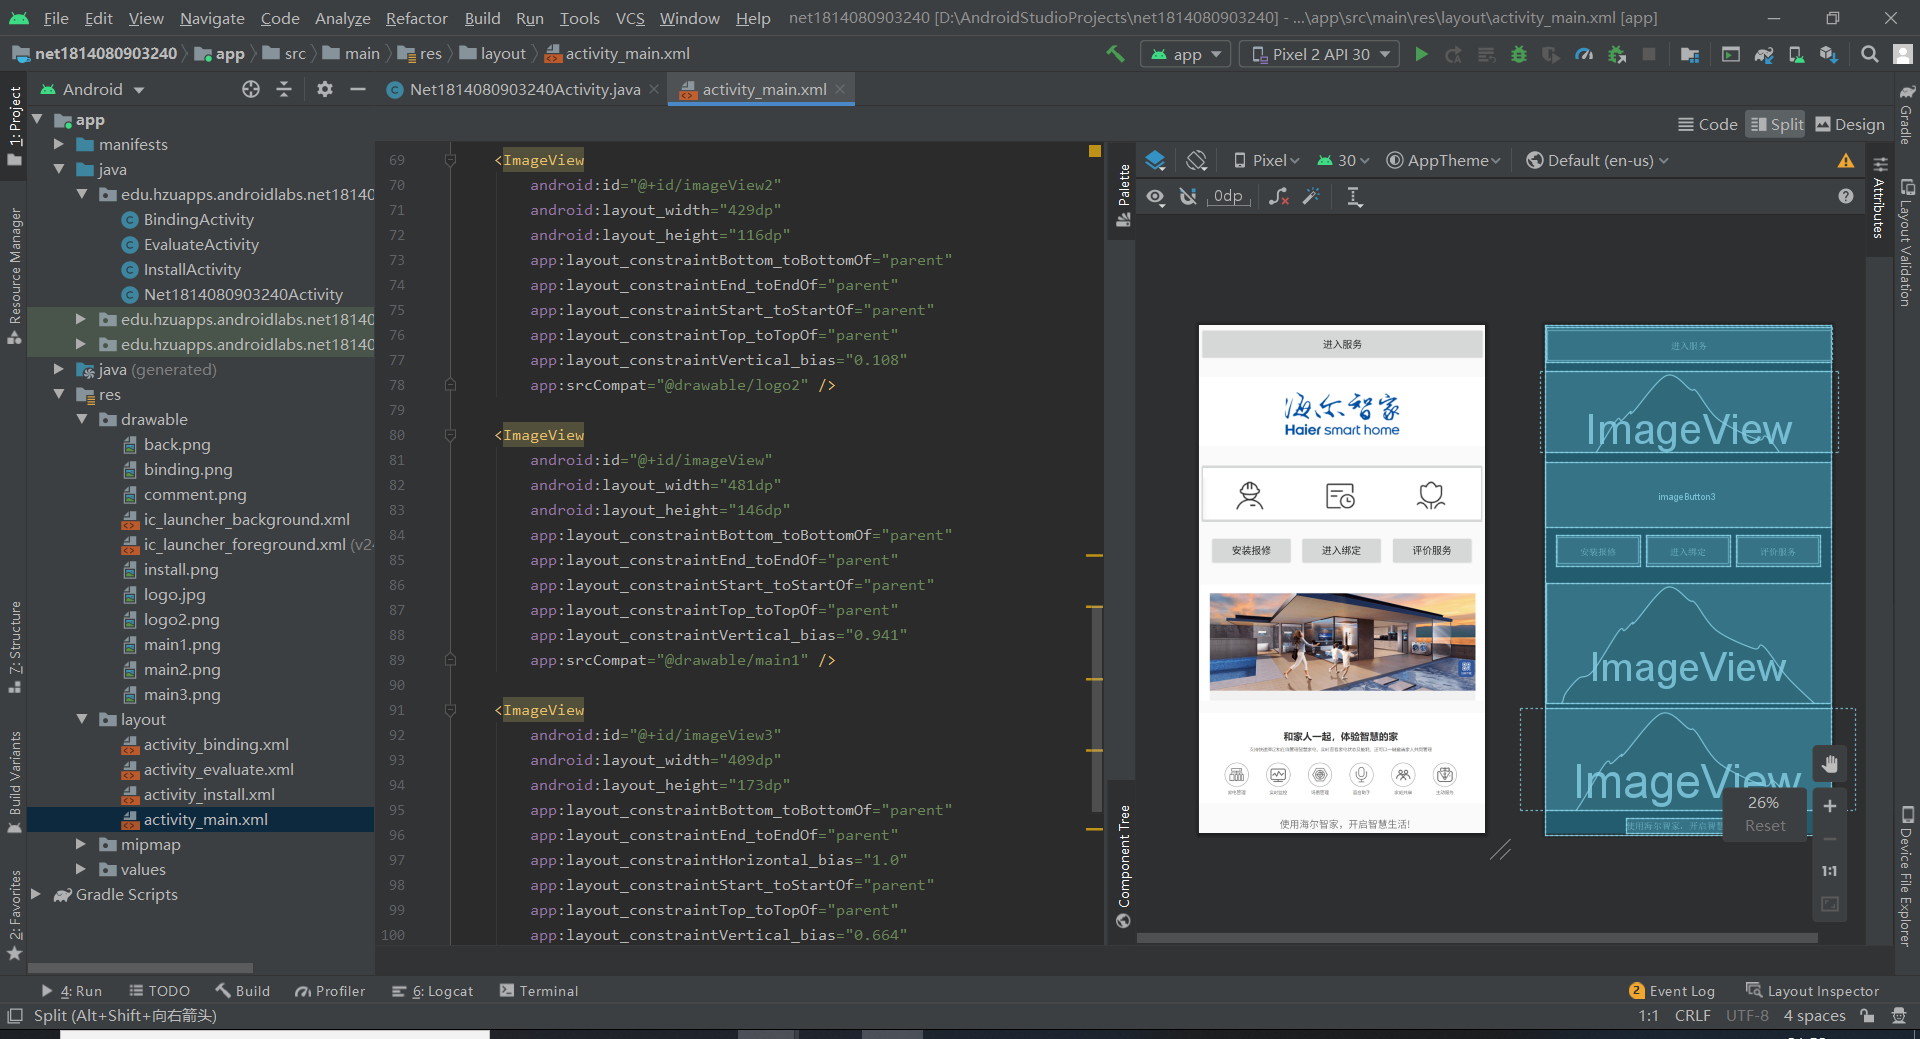 File Edit View Navigate Code Analyze Refactor Build Run Tools VCS Window Help net1814080903240 [D:\AndroidStudioProjects\net1814080903240] - ...\app\src\main\res\layout\activity_main.xml [app]
net1814080903240 app src main res layout activity_main.xml
app Pixel 2 API 30
Android
Net1814080903240Activity.java activity_main.xml
Code Split Design
1: Project
Resource Manager
Z: Structure
Build Variants
2: Favorites
app
manifests
java
edu.hzuapps.androidlabs.net18140
BindingActivity
EvaluateActivity
InstallActivity
Net1814080903240Activity
edu.hzuapps.androidlabs.net18140
edu.hzuapps.androidlabs.net18140
java (generated)
res
drawable
back.png
binding.png
comment.png
ic_launcher_background.xml
ic_launcher_foreground.xml (v24
install.png
logo.jpg
logo2.png
main1.png
main2.png
main3.png
layout
activity_binding.xml
activity_evaluate.xml
activity_install.xml
activity_main.xml
mipmap
values
Gradle Scripts
69 <ImageView
70 android:id="@+id/imageView2"
71 android:layout_width="429dp"
72 android:layout_height="116dp"
73 app:layout_constraintBottom_toBottomOf="parent"
74 app:layout_constraintEnd_toEndOf="parent"
75 app:layout_constraintStart_toStartOf="parent"
76 app:layout_constraintTop_toTopOf="parent"
77 app:layout_constraintVertical_bias="0.108"
78 app:srcCompat="@drawable/logo2" />
79
80 <ImageView
81 android:id="@+id/imageView"
82 android:layout_width="481dp"
83 android:layout_height="146dp"
84 app:layout_constraintBottom_toBottomOf="parent"
85 app:layout_constraintEnd_toEndOf="parent"
86 app:layout_constraintStart_toStartOf="parent"
87 app:layout_constraintTop_toTopOf="parent"
88 app:layout_constraintVertical_bias="0.941"
89 app:srcCompat="@drawable/main1" />
90
91 <ImageView
92 android:id="@+id/imageView3"
93 android:layout_width="409dp"
94 android:layout_height="173dp"
95 app:layout_constraintBottom_toBottomOf="parent"
96 app:layout_constraintEnd_toEndOf="parent"
97 app:layout_constraintHorizontal_bias="1.0"
98 app:layout_constraintStart_toStartOf="parent"
99 app:layout_constraintTop_toTopOf="parent"
100 app:layout_constraintVertical_bias="0.664"
Palette
Component Tree
Pixel 30 AppTheme Default (en-us)
0dp
进入服务
海尔智家
Haier smart home
安装报修 进入绑定 评价服务
和家人一起，体验智慧的家
使用海尔智家，开启智慧生活!
进入服务
ImageView
imageButton3
安装报修 进入绑定 评价服务
ImageView
ImageView
使用海尔智家，开启智慧
26%
Reset
1:1
Attributes
Gradle
Layout Validation
Device File Explorer
4: Run TODO Build Profiler 6: Logcat Terminal 2 Event Log Layout Inspector
Split (Alt+Shift+向右箭头) 1:1 CRLF UTF-8 4 spaces